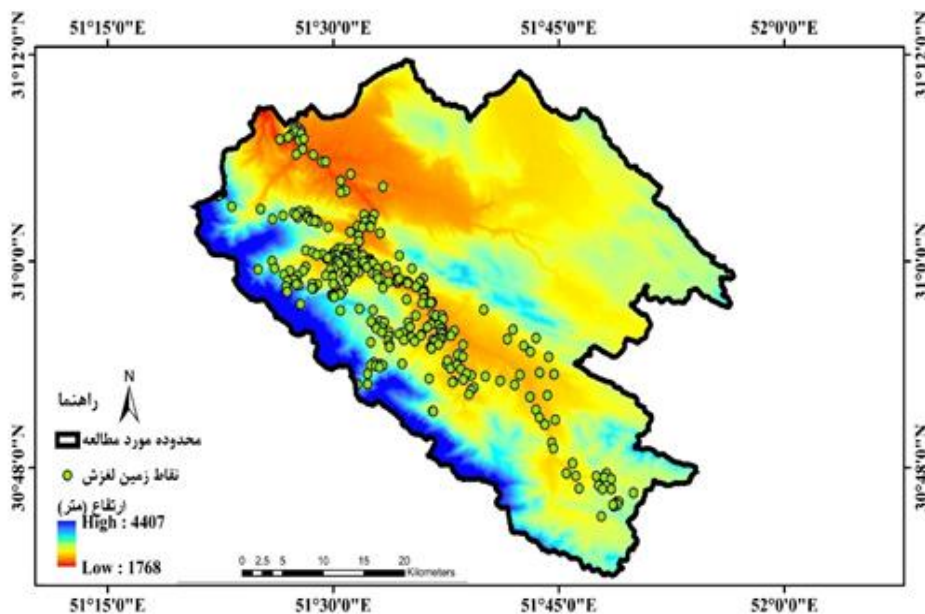 51°15'0"E 51°30'0"E 51°45'0"E 52°0'0"E
31°12'0"N 31°12'0"N
31°0'0"N 31°0'0"N
30°48'0"N 30°48'0"N
N
راهنما
محدوده مورد مطالعه
نقاط زمین لغزش
ارتفاع (متر)
High : 4407
Low : 1768
0 2.5 5 10 15 20
Kilometers
51°15'0"E 51°30'0"E 51°45'0"E 52°0'0"E